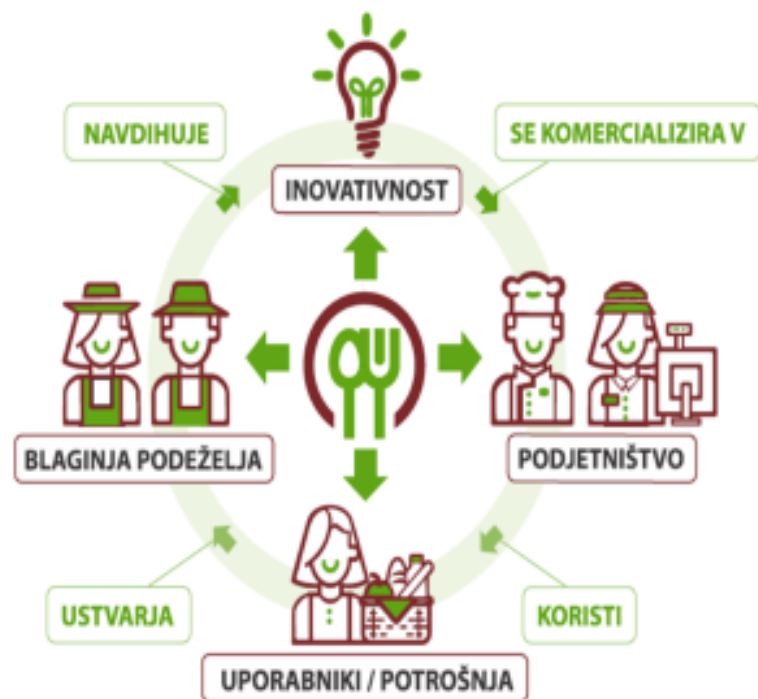 NAVDIHUJE
SE KOMERCIALIZIRA V
INOVATIVNOST
BLAGINJA PODEŽELJA
PODJETNIŠTVO
USTVARJA
KORISTI
UPORABNIKI / POTROŠNJA